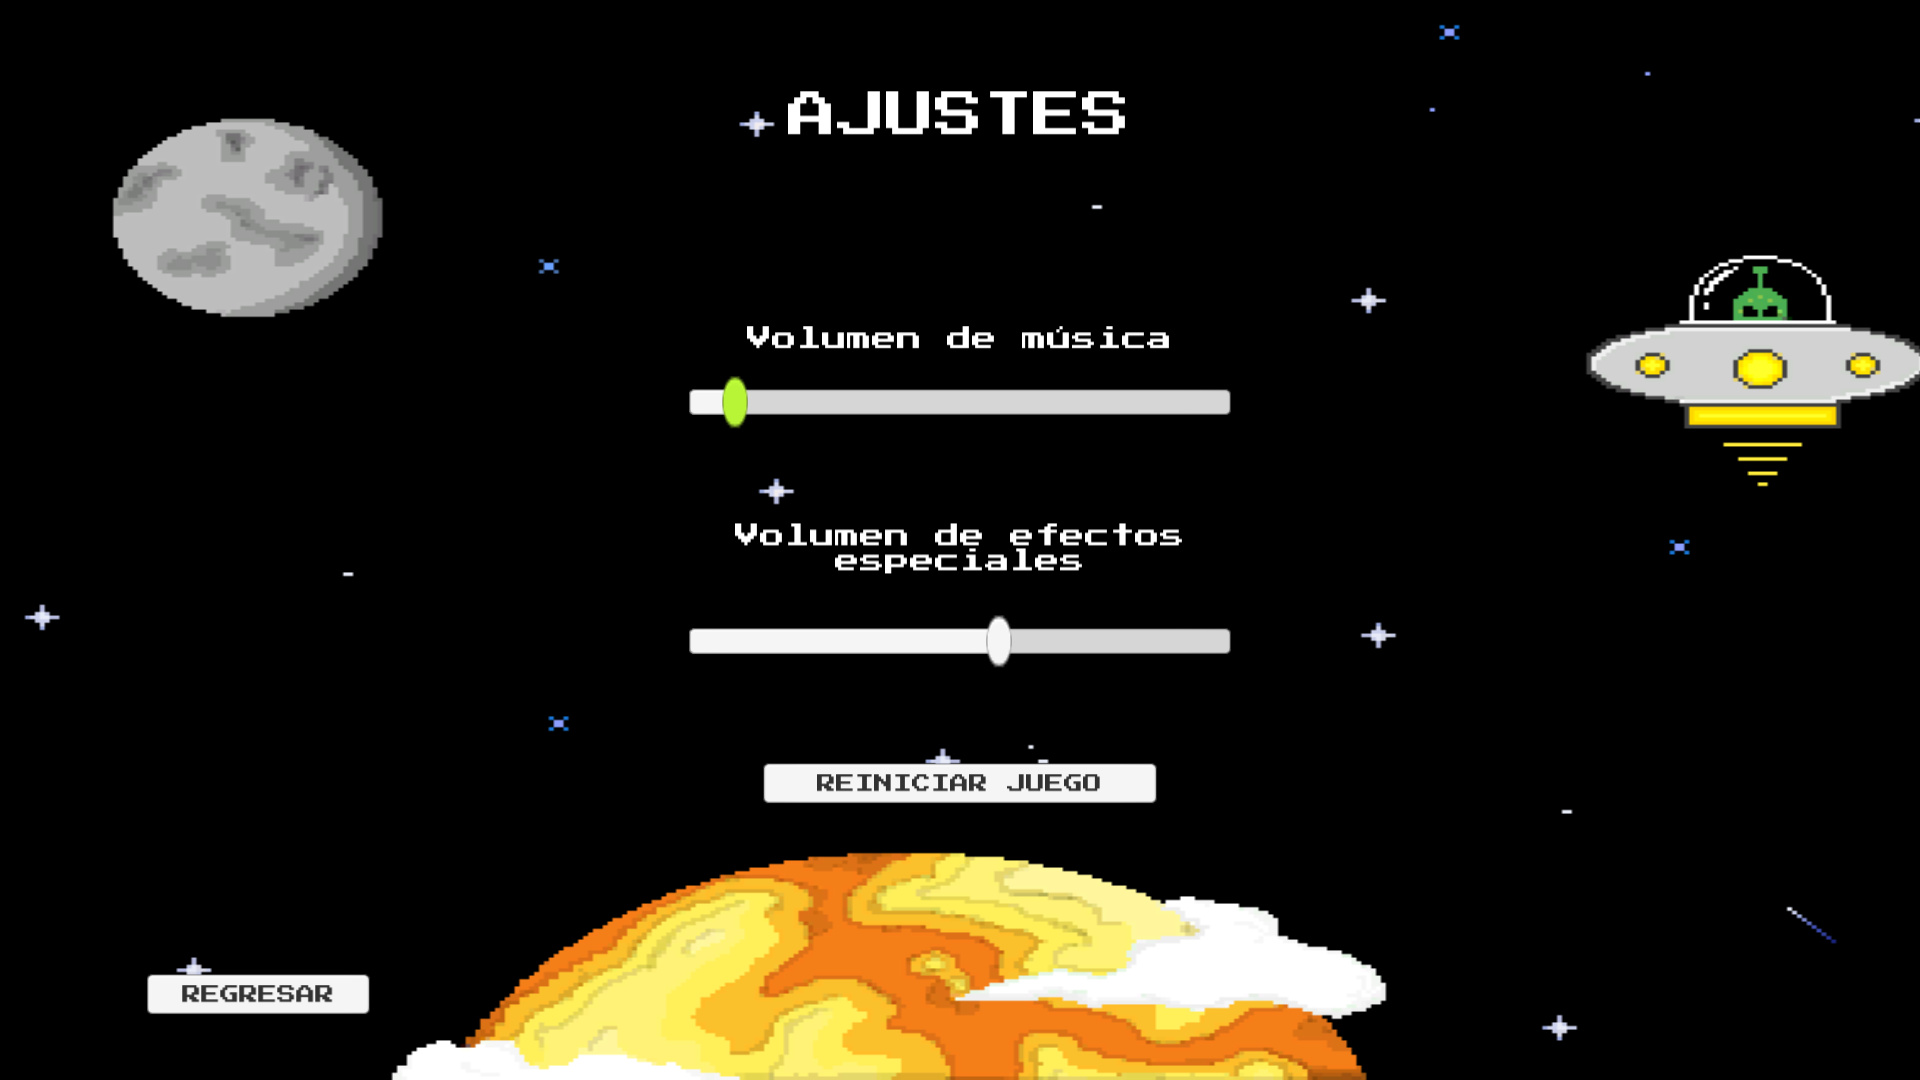 AJUSTES
Volumen de música
Volumen de efectos
especiales
REINICIAR JUEGO
REGRESAR